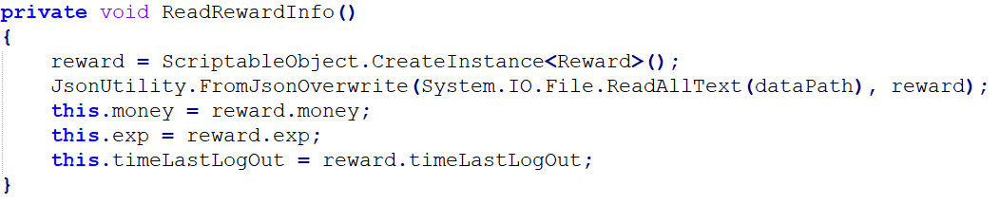 private void ReadRewardInfo()
{
    reward = ScriptableObject.CreateInstance<Reward>();
    JsonUtility.FromJsonOverwrite(System.IO.File.ReadAllText(dataPath), reward);
    this.money = reward.money;
    this.exp = reward.exp;
    this.timeLastLogOut = reward.timeLastLogOut;
}